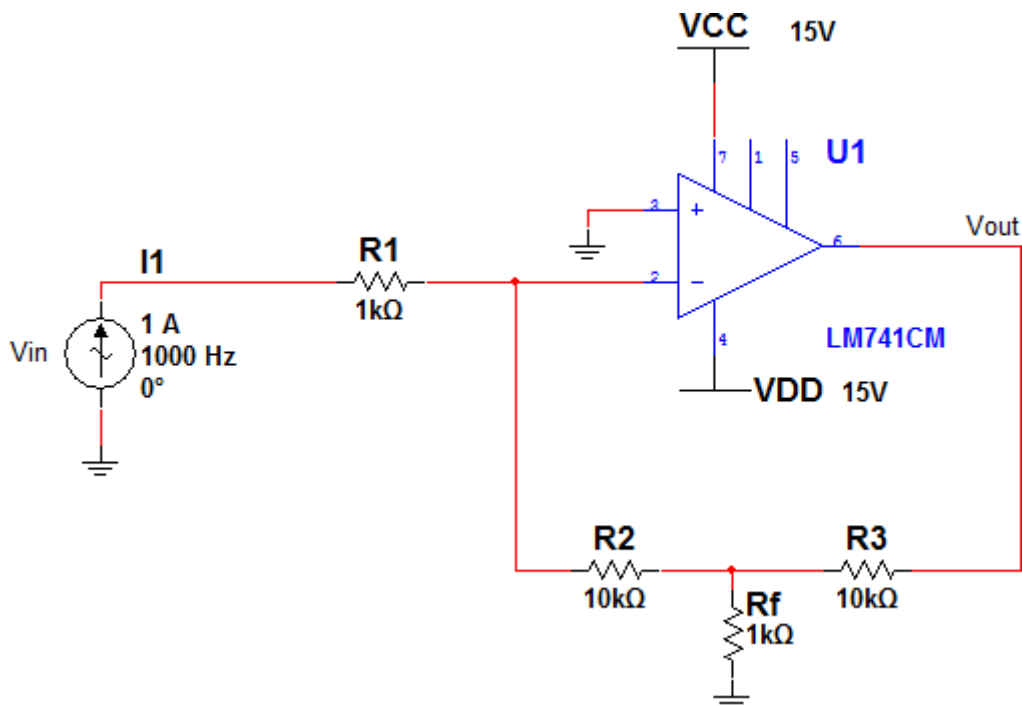 VCC 15V
7 1 5 U1
3
+
Vout
6
I1 R1
2
−
1kΩ
1 A
Vin 1000 Hz
0°
4
LM741CM
VDD 15V
R2 R3
10kΩ 10kΩ
Rf
1kΩ